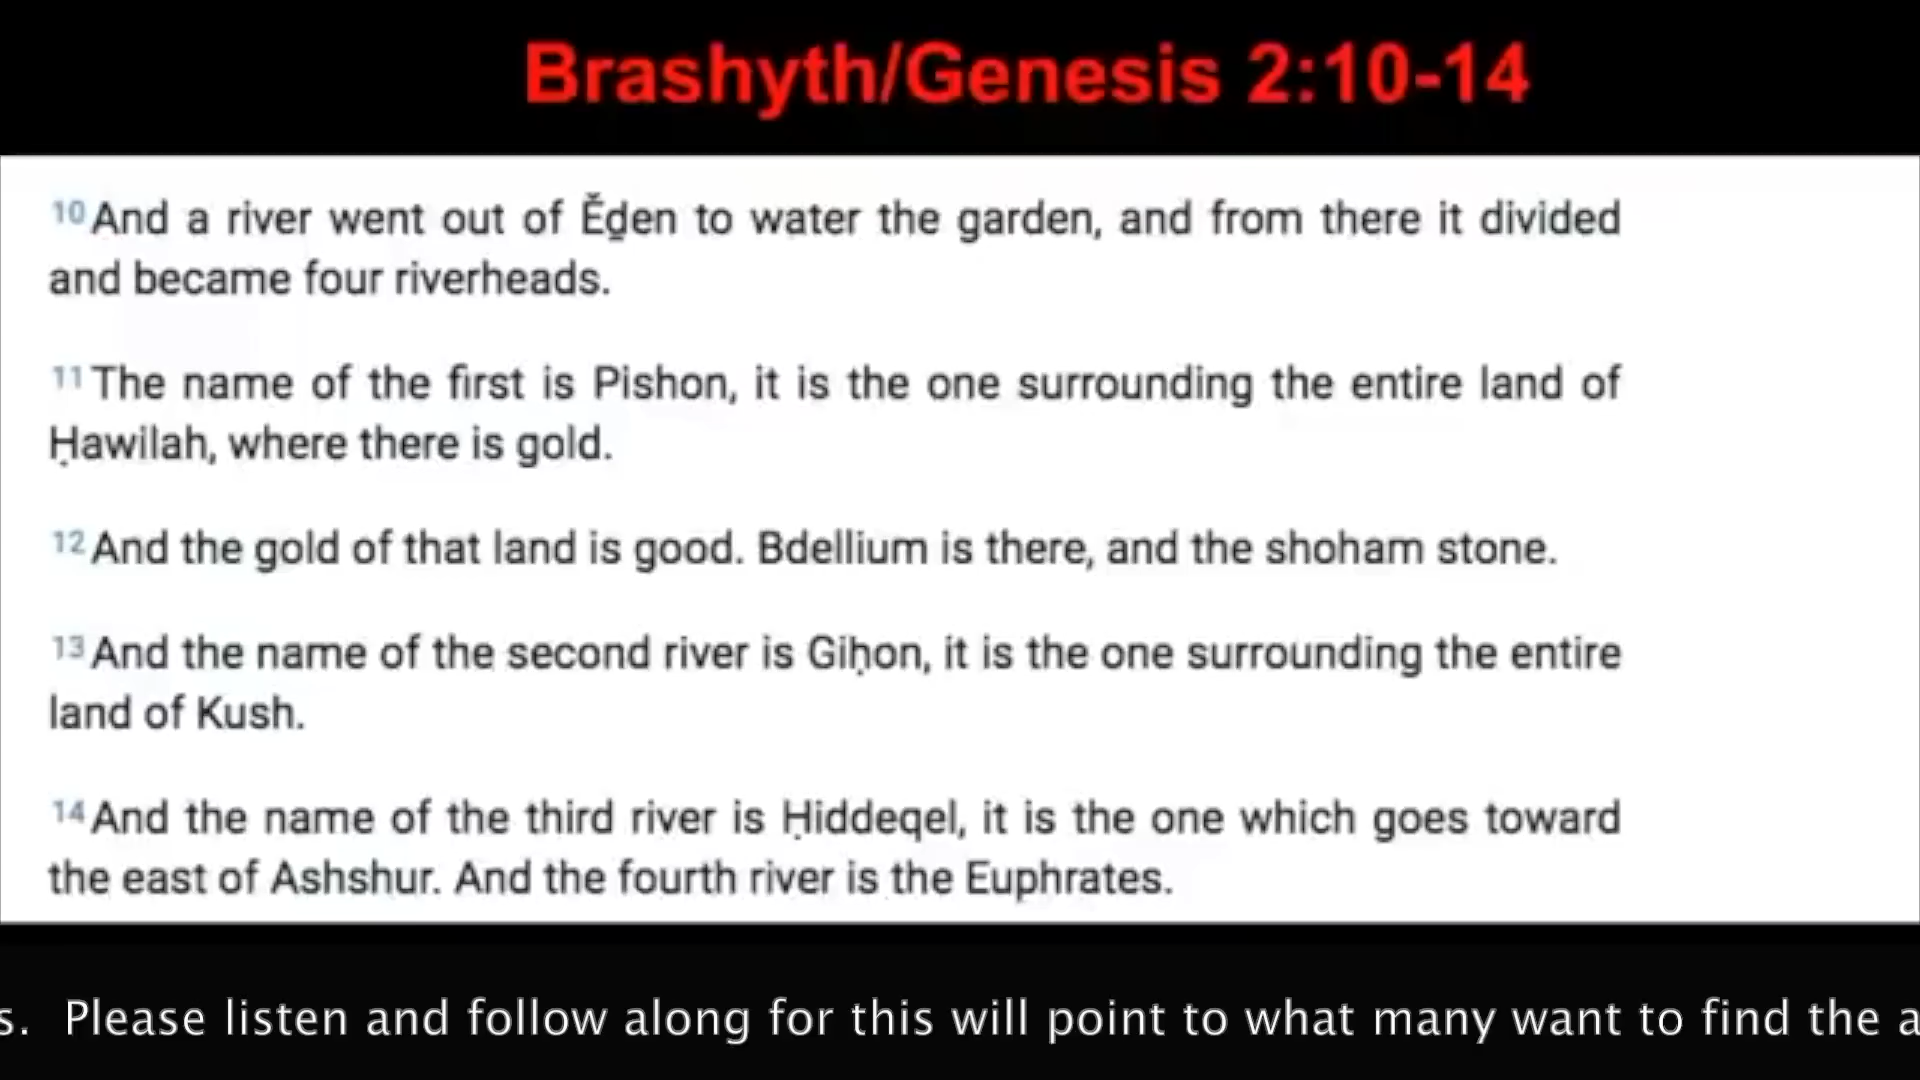 Brashyth/Genesis 2:10-14
10 And a river went out of Ĕḏen to water the garden, and from there it divided
and became four riverheads.
11 The name of the first is Pishon, it is the one surrounding the entire land of
Ḥawilah, where there is gold.
12 And the gold of that land is good. Bdellium is there, and the shoham stone.
13 And the name of the second river is Giḥon, it is the one surrounding the entire
land of Kush.
14 And the name of the third river is Ḥiddeqel, it is the one which goes toward
the east of Ashshur. And the fourth river is the Euphrates.
s. Please listen and follow along for this will point to what many want to find the a